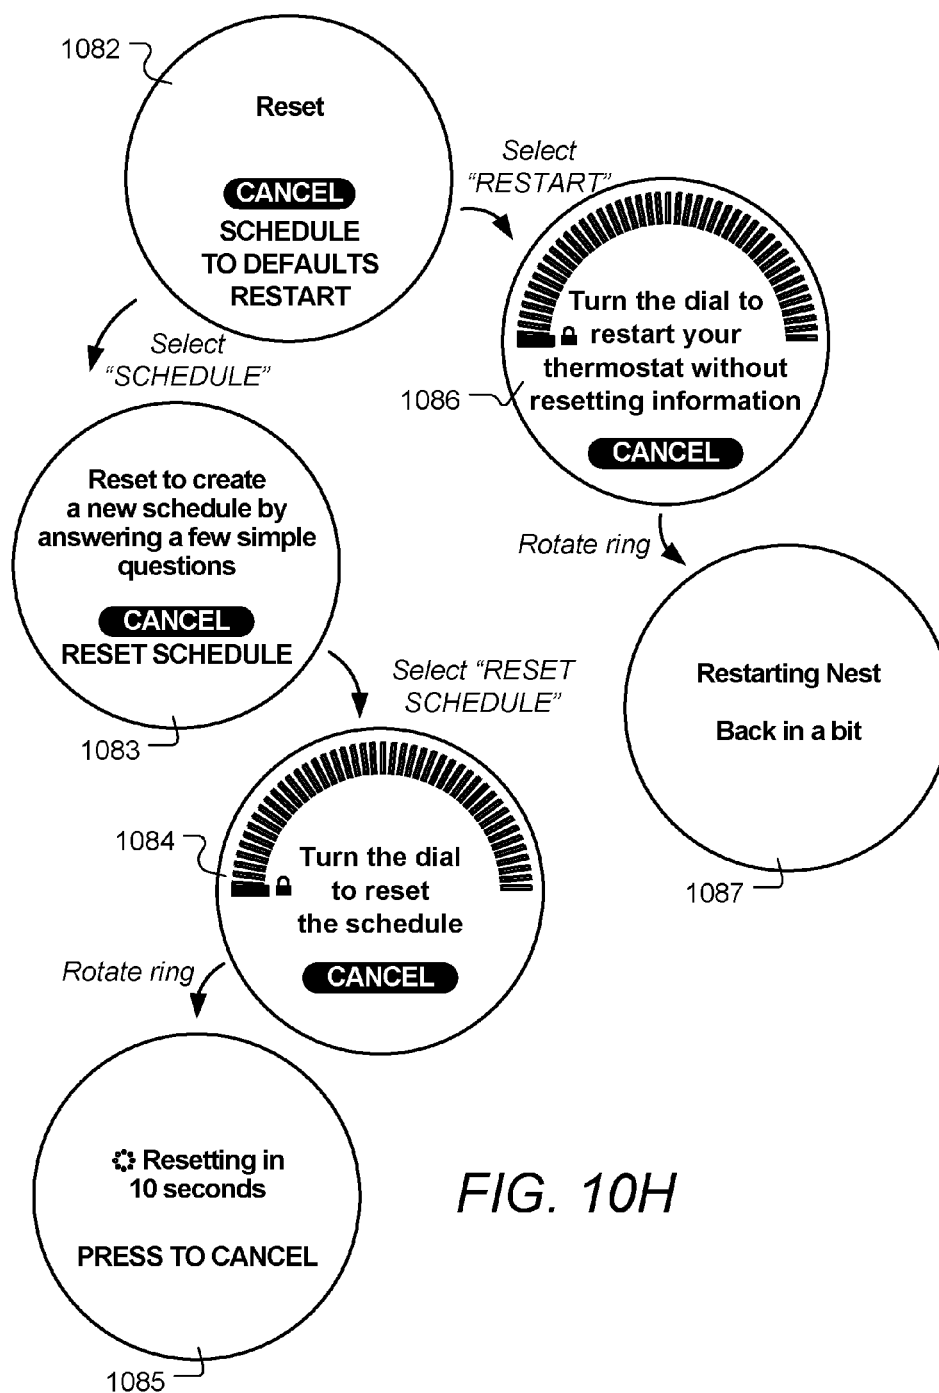 1082
Reset
CANCEL
SCHEDULE
TO DEFAULTS
RESTART
Select
“RESTART”
Turn the dial to
restart your
thermostat without
resetting information
CANCEL
1086
Select
“SCHEDULE”
Reset to create
a new schedule by
answering a few simple
questions
CANCEL
RESET SCHEDULE
1083
Rotate ring
Restarting Nest
Back in a bit
1087
Select “RESET
SCHEDULE”
1084
Turn the dial
to reset
the schedule
CANCEL
Rotate ring
Resetting in
10 seconds
PRESS TO CANCEL
1085
FIG. 10H